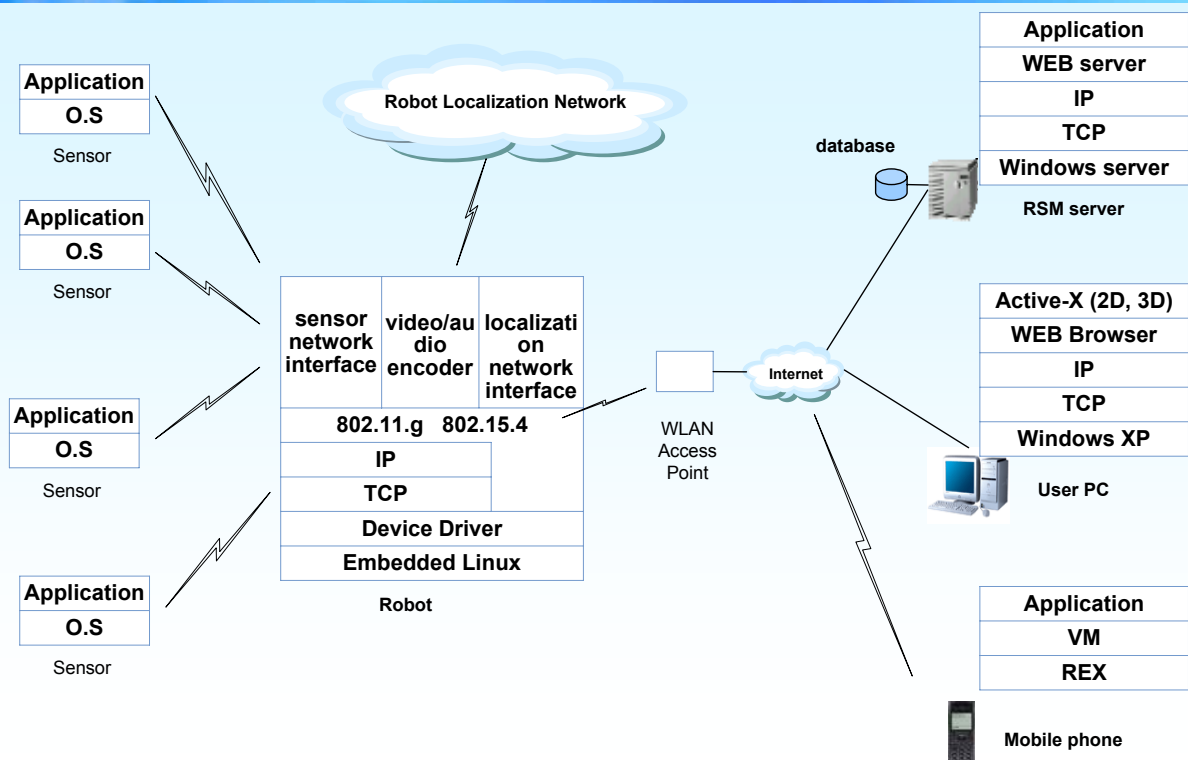 Application
O.S
Sensor
Application
O.S
Sensor
Application
O.S
Sensor
Application
O.S
Sensor
Robot Localization Network
sensor
network
interface
video/au
dio
encoder
localizati
on
network
interface
802.11.g 802.15.4
IP
TCP
Device Driver
Embedded Linux
Robot
WLAN
Access
Point
Internet
database
Application
WEB server
IP
TCP
Windows server
RSM server
Active-X (2D, 3D)
WEB Browser
IP
TCP
Windows XP
User PC
Application
VM
REX
Mobile phone